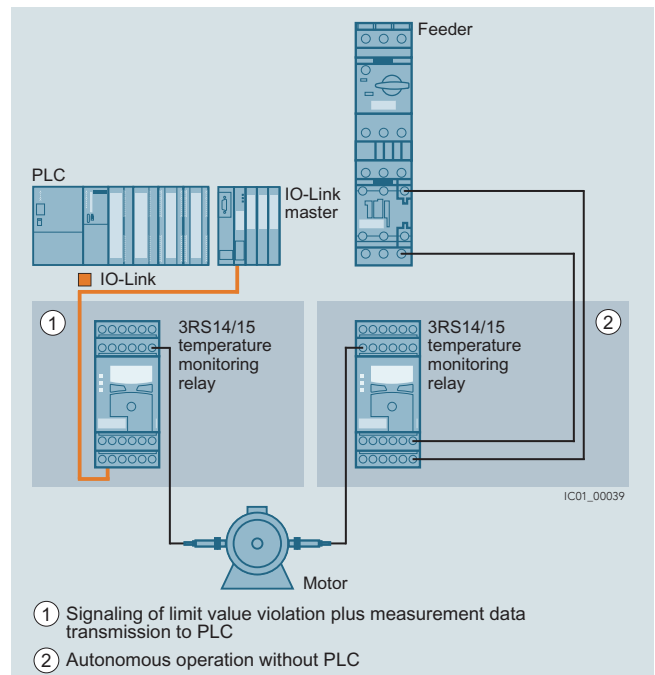 Feeder
PLC
IO-Link
master
IO-Link
1
3RS14/15
temperature
monitoring
relay
3RS14/15
temperature
monitoring
relay
2
IC01_00039
Motor
1 Signaling of limit value violation plus measurement data
transmission to PLC
2 Autonomous operation without PLC